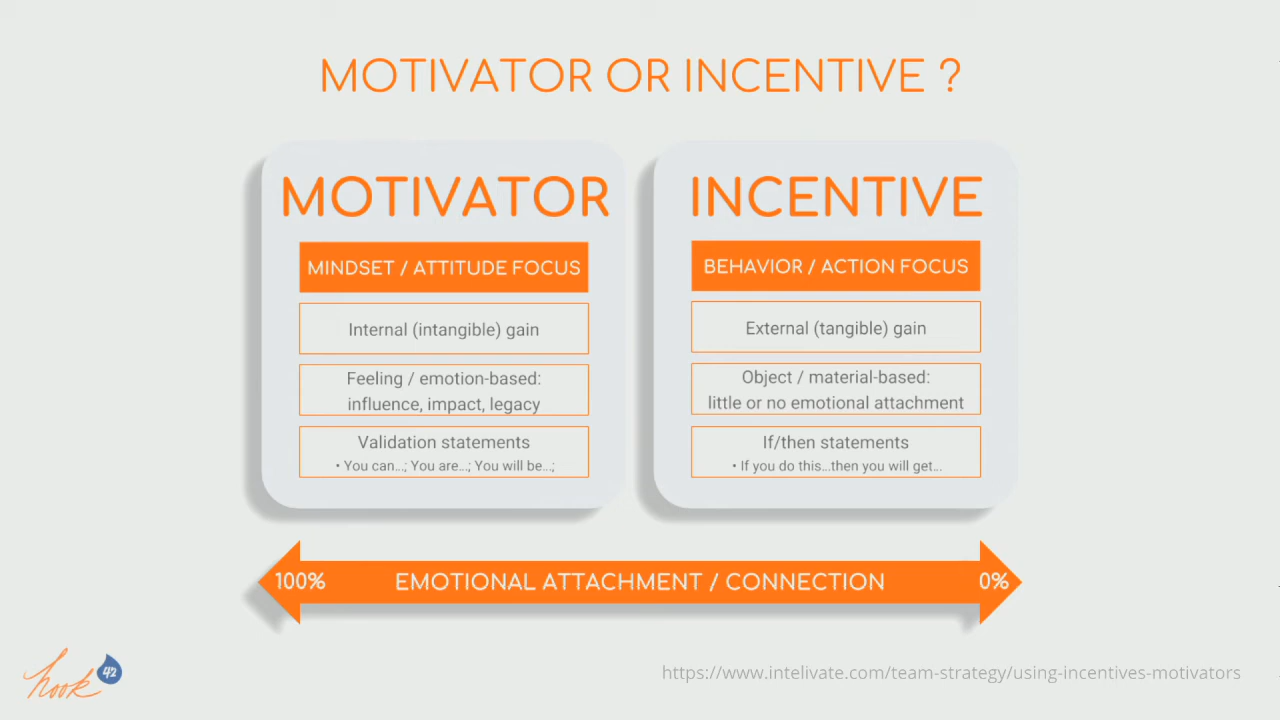 MOTIVATOR OR INCENTIVE ?
MOTIVATOR
MINDSET / ATTITUDE FOCUS
Internal (intangible) gain
Feeling / emotion-based:
influence, impact, legacy
Validation statements
• You can...; You are...; You will be...;
INCENTIVE
BEHAVIOR / ACTION FOCUS
External (tangible) gain
Object / material-based:
little or no emotional attachment
If/then statements
• If you do this...then you will get...
100% EMOTIONAL ATTACHMENT / CONNECTION 0%
hook 42
https://www.intelivate.com/team-strategy/using-incentives-motivators